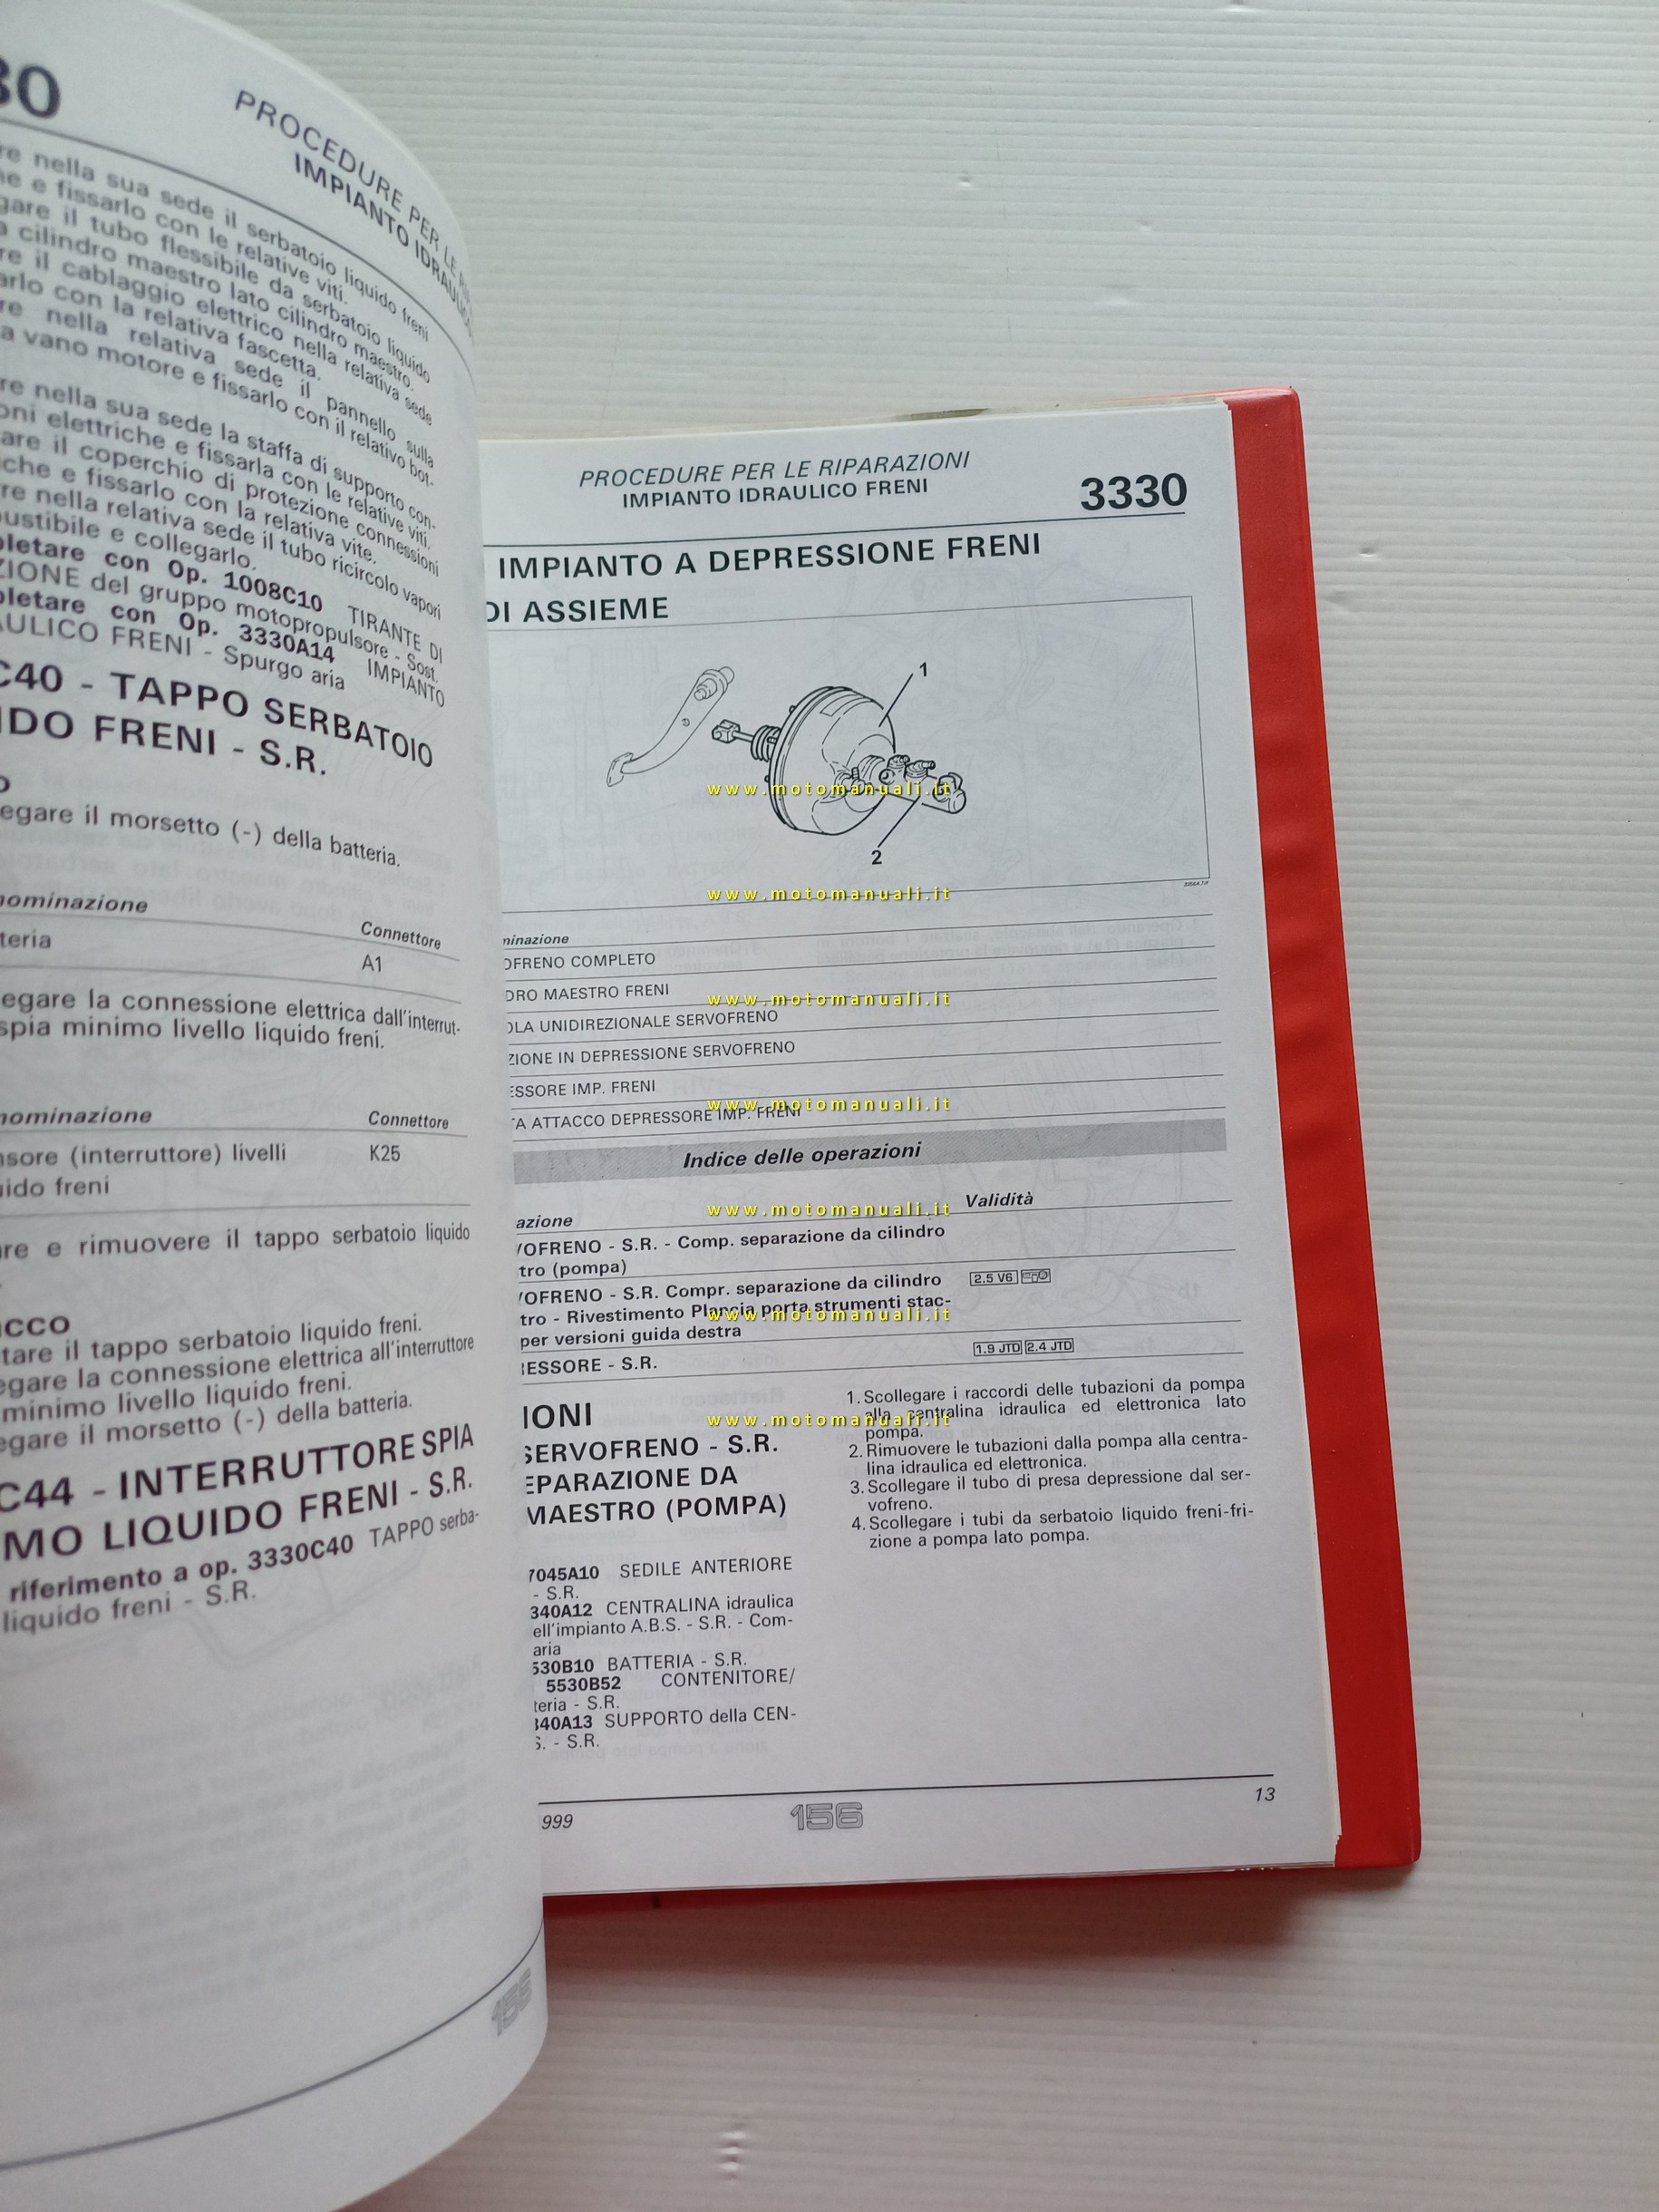 30
PROCEDURE PER LE
IMPIANTO IDRAULICO
re nella sua sede il serbatoio liquido freni
e fissarlo con le relative viti.
gare il tubo flessibile da serbatoio liquido
a cilindro maestro lato cilindro maestro.
re il cablaggio elettrico nella relativa sede
arlo con la relativa fascetta.
re nella relativa sede il pannello sulla
a vano motore e fissarlo con il relativo bot-
re nella sua sede la staffa di supporto con-
oni elettriche e fissarla con le relative viti.
are il coperchio di protezione connessioni
iche e fissarlo con la relativa vite.
re nella relativa sede il tubo ricircolo vapori
ustibile e collegarlo.
pletare con Op. 1008C10 TIRANTE DI
ZIONE del gruppo motopropulsore - Sost.
pletare con Op. 3330A14 IMPIANTO
AULICO FRENI - Spurgo aria
C40 - TAPPO SERBATOIO
IDO FRENI - S.R.
egare il morsetto (-) della batteria.
nominazione
Connettore
teria
A1
egare la connessione elettrica dall'interrut-
spia minimo livello liquido freni.
nominazione
Connettore
nsore (interruttore) livelli
K25
uido freni
are e rimuovere il tappo serbatoio liquido
acco
tare il tappo serbatoio liquido freni.
egare la connessione elettrica all'interruttore
minimo livello liquido freni.
egare il morsetto (-) della batteria.
C44 - INTERRUTTORE SPIA
MO LIQUIDO FRENI - S.R.
riferimento a op. 3330C40 TAPPO serba-
liquido freni - S.R.
156
PROCEDURE PER LE RIPARAZIONI
IMPIANTO IDRAULICO FRENI
3330
IMPIANTO A DEPRESSIONE FRENI
DI ASSIEME
1
www.motomanuali.it
2
www.motomanuali.it
minazione
OFRENO COMPLETO
DRO MAESTRO FRENI
www.motomanuali.it
OLA UNIDIREZIONALE SERVOFRENO
ZIONE IN DEPRESSIONE SERVOFRENO
ESSORE IMP. FRENI
www.motomanuali.it
TA ATTACCO DEPRESSORE IMP. FRENI
Indice delle operazioni
azione
Validità
www.motomanuali.it
VOFRENO - S.R. - Comp. separazione da cilindro
tro (pompa)
VOFRENO - S.R. Compr. separazione da cilindro
2.5 V6
tro - Rivestimento Plancia porta strumenti stac-
www.motomanuali.it
per versioni guida destra
ESSORE - S.R.
1.9 JTD 2.4 JTD
IONI
www.motomanuali.it
SERVOFRENO - S.R.
EPARAZIONE DA
MAESTRO (POMPA)
7045A10 SEDILE ANTERIORE
- S.R.
340A12 CENTRALINA idraulica
ell'impianto A.B.S. - S.R. - Com-
aria
530B10 BATTERIA - S.R.
5530B52 CONTENITORE/
teria - S.R.
340A13 SUPPORTO della CEN-
S. - S.R.
1. Scollegare i raccordi delle tubazioni da pompa
alla centralina idraulica ed elettronica lato
pompa.
2. Rimuovere le tubazioni dalla pompa alla centra-
lina idraulica ed elettronica.
3. Scollegare il tubo di presa depressione dal ser-
vofreno.
4. Scollegare i tubi da serbatoio liquido freni-fri-
zione a pompa lato pompa.
999
156
13